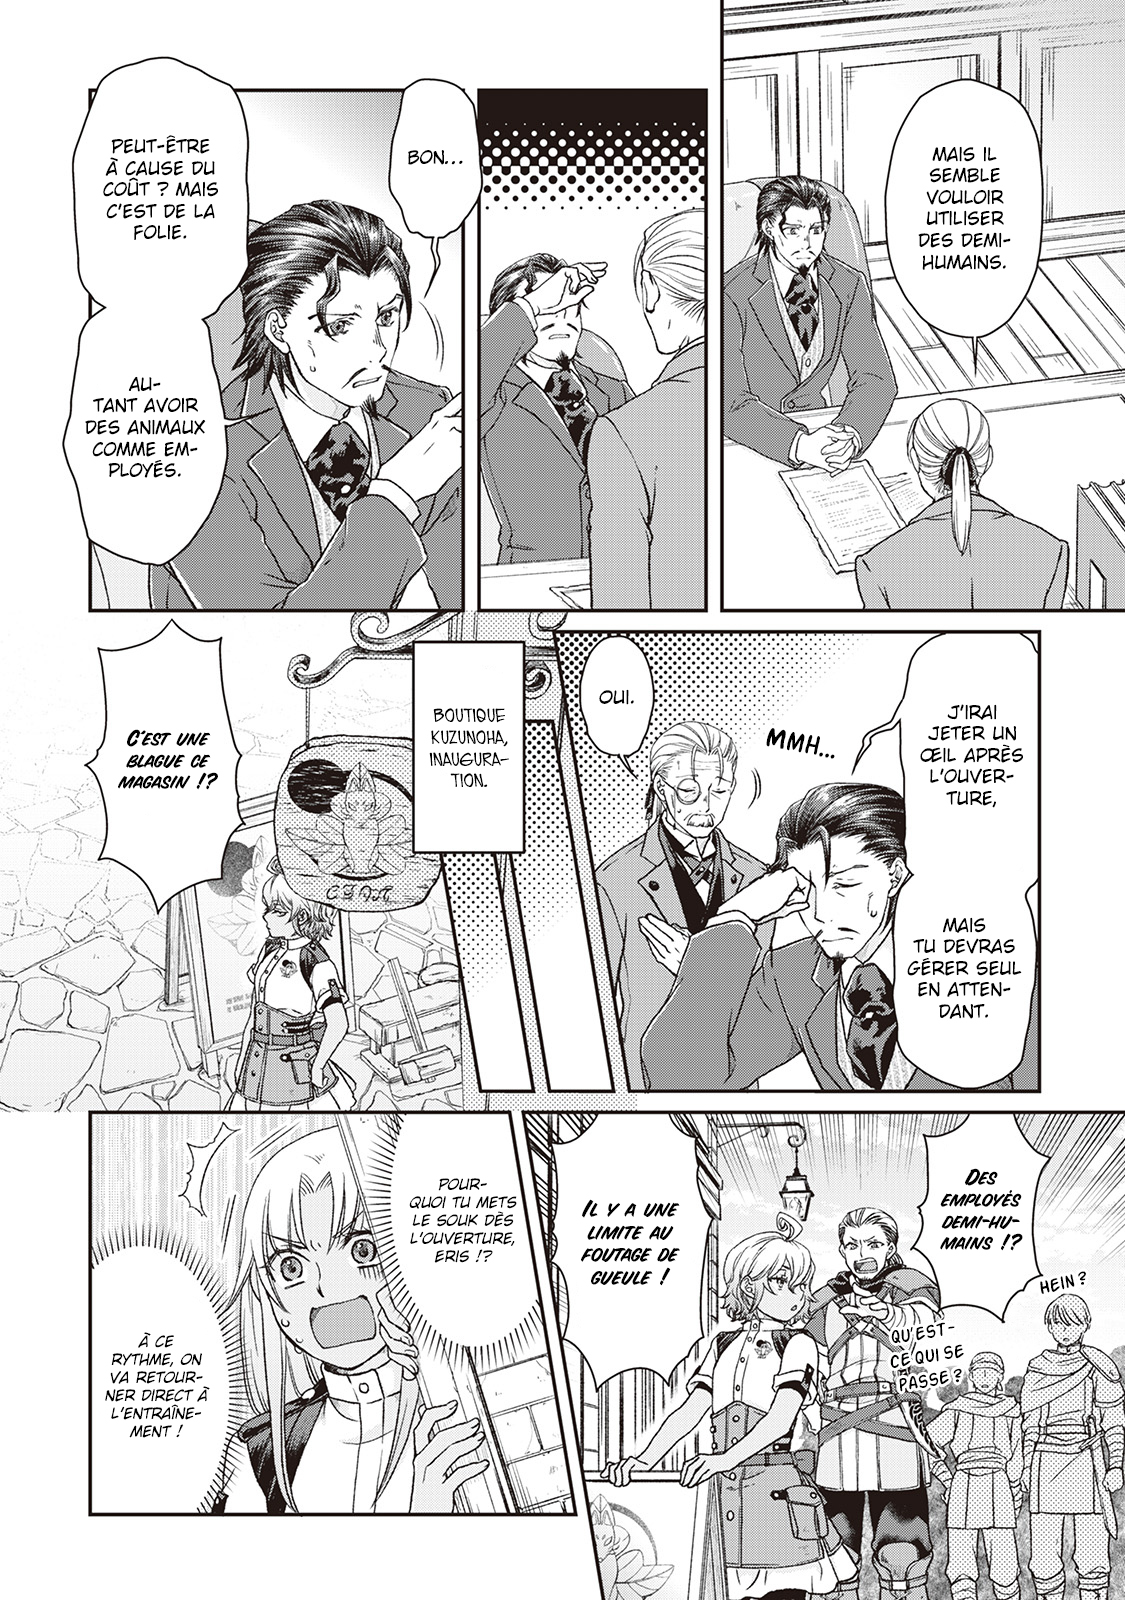 MAIS IL
SEMBLE
VOULOIR
UTILISER
DES DEMI-
HUMAINS.
BON...
PEUT-ÊTRE
À CAUSE DU
COÛT ? MAIS
C'EST DE LA
FOLIE.
AU-
TANT AVOIR
DES ANIMAUX
COMME EM-
PLOYÉS.
J'IRAI
JETER UN
ŒIL APRÈS
L'OUVER-
TURE,
MAIS
TU DEVRAS
GÉRER SEUL
EN ATTEN-
DANT.
MMH...
OUI.
BOUTIQUE
KUZUNOHA,
INAUGURA-
TION.
C'EST UNE
BLAGUE CE
MAGASIN !?
DES
EMPLOYÉS
DEMI-HU-
MAINS !?
HEIN ?
QU'EST-
CE QUI SE
PASSE ?
IL Y A UNE
LIMITE AU
FOUTAGE DE
GUEULE !
POUR-
QUOI TU METS
LE SOUK DÈS
L'OUVERTURE,
ERIS !?
À CE
RYTHME, ON
VA RETOUR-
NER DIRECT À
L'ENTRAÎNE-
MENT !